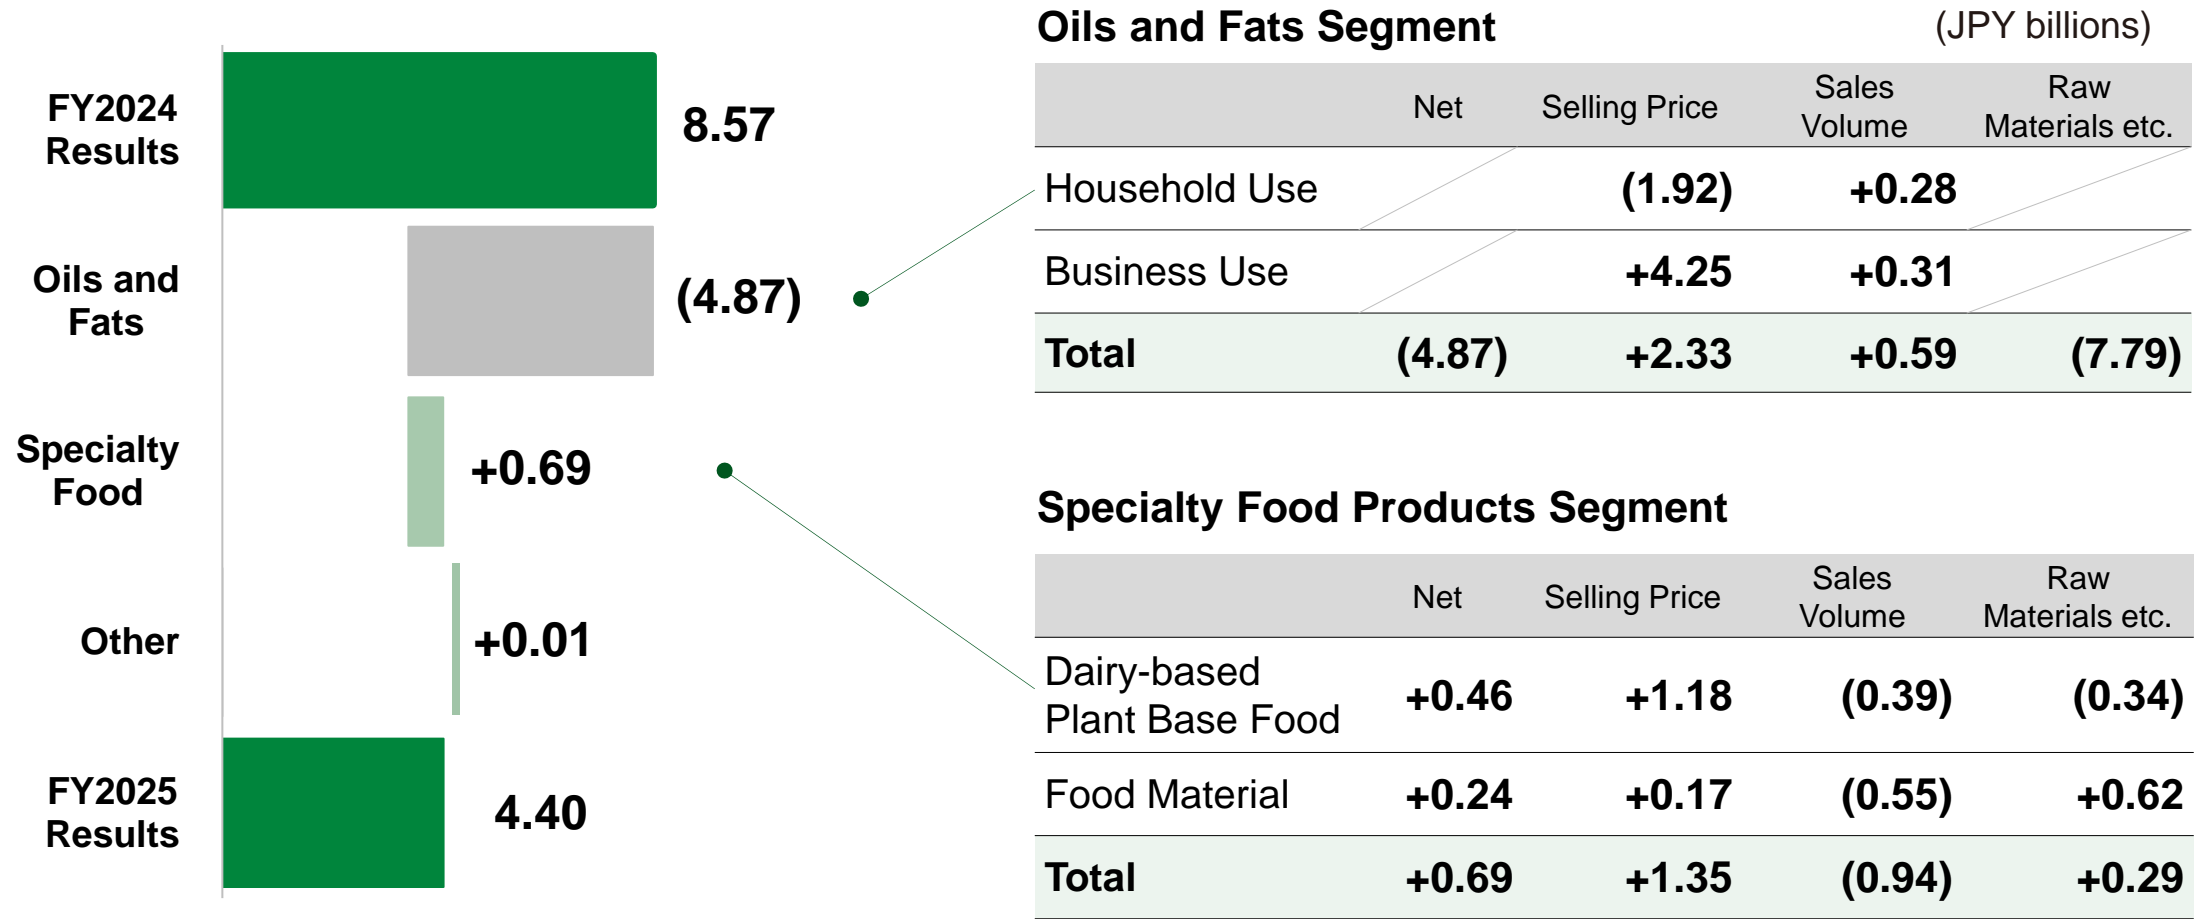 FY2024
Results
8.57
Oils and
Fats
(4.87)
Specialty
Food
+0.69
Other
+0.01
FY2025
Results
4.40
Oils and Fats Segment
(JPY billions)
Net Selling Price Sales Volume Raw Materials etc.
Household Use (1.92) +0.28
Business Use +4.25 +0.31
Total (4.87) +2.33 +0.59 (7.79)
Specialty Food Products Segment
Net Selling Price Sales Volume Raw Materials etc.
Dairy-based
Plant Base Food +0.46 +1.18 (0.39) (0.34)
Food Material +0.24 +0.17 (0.55) +0.62
Total +0.69 +1.35 (0.94) +0.29